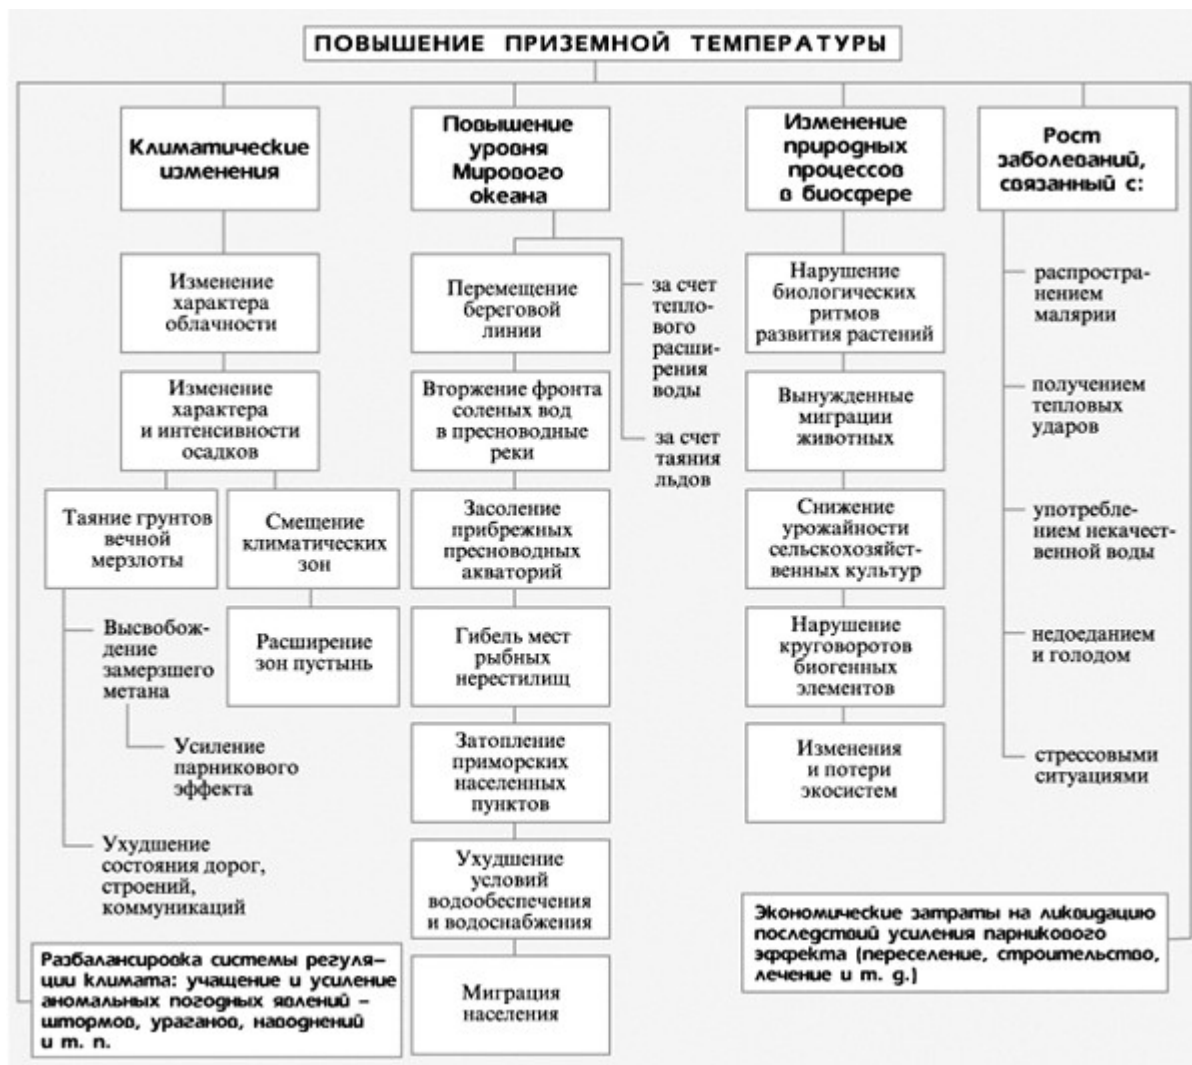 ПОВЫШЕНИЕ ПРИЗЕМНОЙ ТЕМПЕРАТУРЫ
Климатические
изменения
Изменение
характера
облачности
Изменение
характера
и интенсивности
осадков
Таяние грунтов
вечной
мерзлоты
Высвобож-
дение
замерзшего
метана
Усиление
парникового
эффекта
Ухудшение
состояния дорог,
строений,
коммуникаций
Смещение
климатических
зон
Расширение
зон пустынь
Разбалансировка системы регуля-
ции климата: учащение и усиление
аномальных погодных явлений –
штормов, ураганов, наводнений
и т. п.
Повышение
уровня
Мирового
океана
Перемещение
береговой
линии
Вторжение фронта
соленых вод
в пресноводные
реки
Засоление
прибрежных
пресноводных
акваторий
Гибель мест
рыбных
нерестилищ
Затопление
приморских
населенных
пунктов
Ухудшение
условий
водообеспечения
и водоснабжения
Миграция
населения
за счет
тепло-
вого
расши-
рения
воды
за счет
таяния
льдов
Изменение
природных
процессов
в биосфере
Нарушение
биологических
ритмов
развития растений
Вынужденные
миграции
животных
Снижение
урожайности
сельскохозяйст-
венных культур
Нарушение
круговоротов
биогенных
элементов
Изменения
и потери
экосистем
Рост
заболеваний,
связанный с:
распростра-
нением
малярии
получением
тепловых
ударов
употребле-
нием некачест-
венной воды
недоеданием
и голодом
стрессовыми
ситуациями
Экономические затраты на ликвидацию
последствий усиления парникового
эффекта (переселение, строительство,
лечение и т. д.)